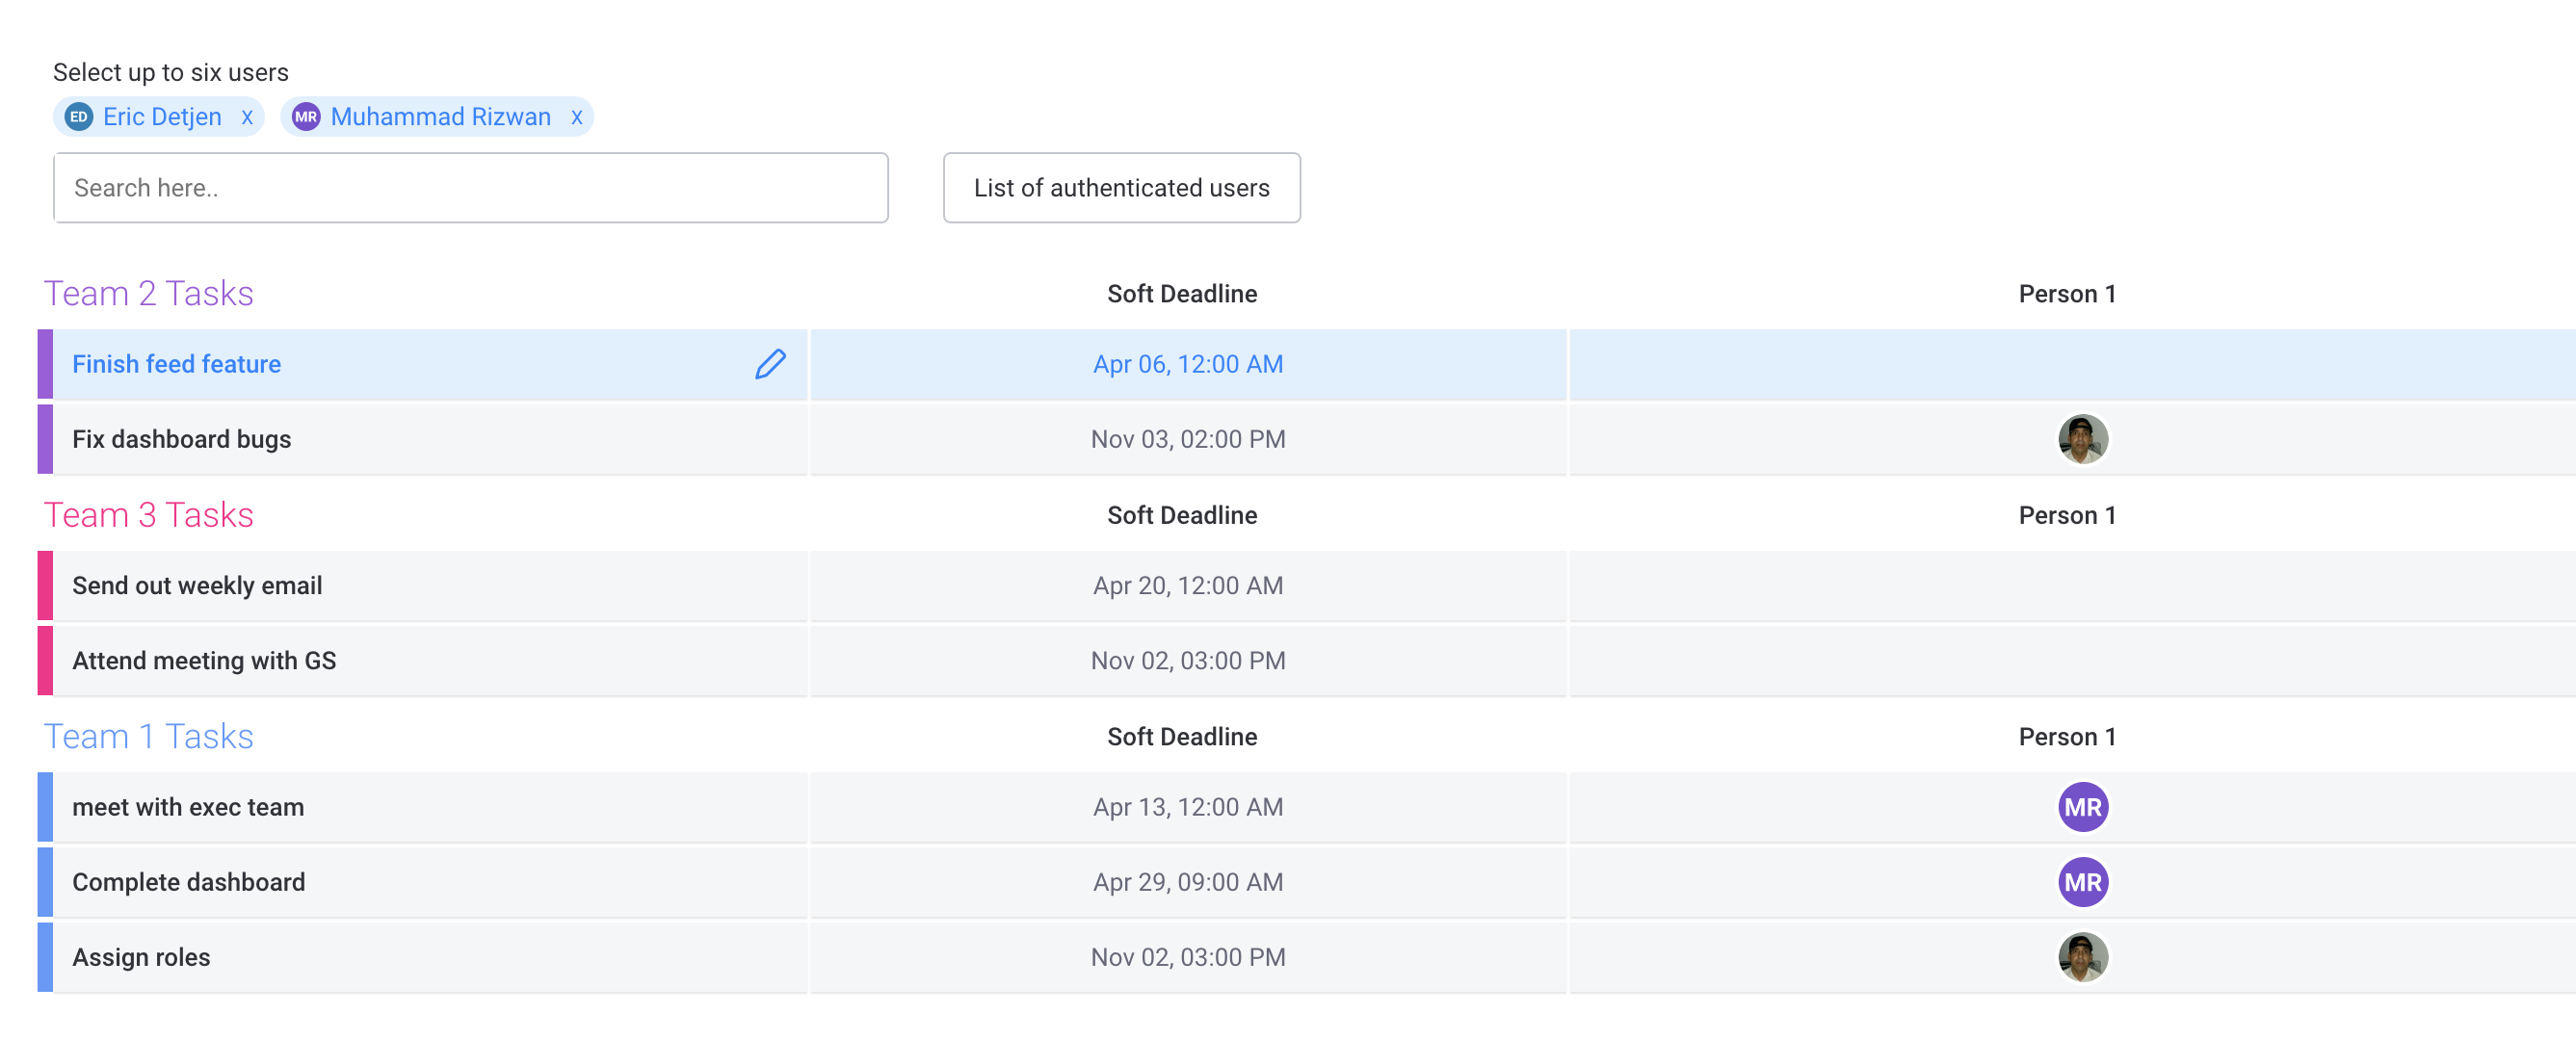 Select up to six users
ED Eric Detjen x MR Muhammad Rizwan x
Search here.. List of authenticated users
Team 2 Tasks Soft Deadline Person 1
Finish feed feature Apr 06, 12:00 AM
Fix dashboard bugs Nov 03, 02:00 PM
Team 3 Tasks Soft Deadline Person 1
Send out weekly email Apr 20, 12:00 AM
Attend meeting with GS Nov 02, 03:00 PM
Team 1 Tasks Soft Deadline Person 1
meet with exec team Apr 13, 12:00 AM MR
Complete dashboard Apr 29, 09:00 AM MR
Assign roles Nov 02, 03:00 PM